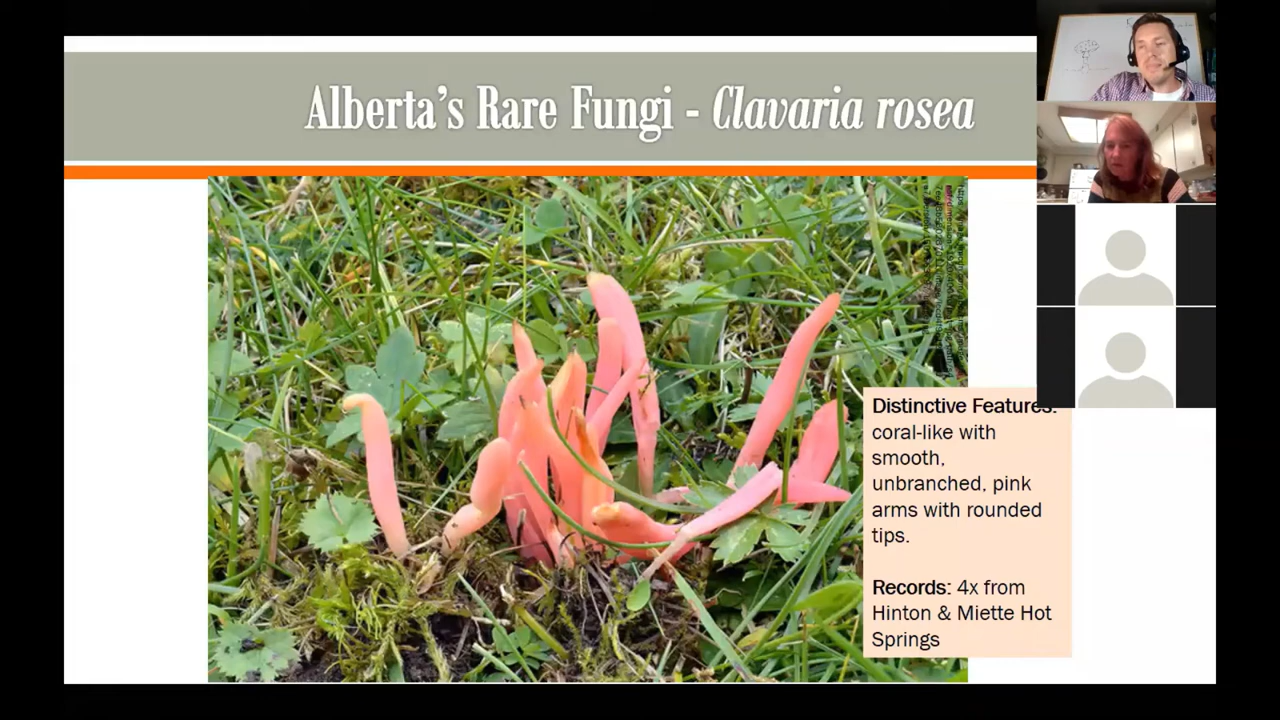 Alberta's Rare Fungi - Clavaria rosea
Distinctive Features:
coral-like with
smooth,
unbranched, pink
arms with rounded
tips.
Records: 4x from
Hinton & Miette Hot
Springs